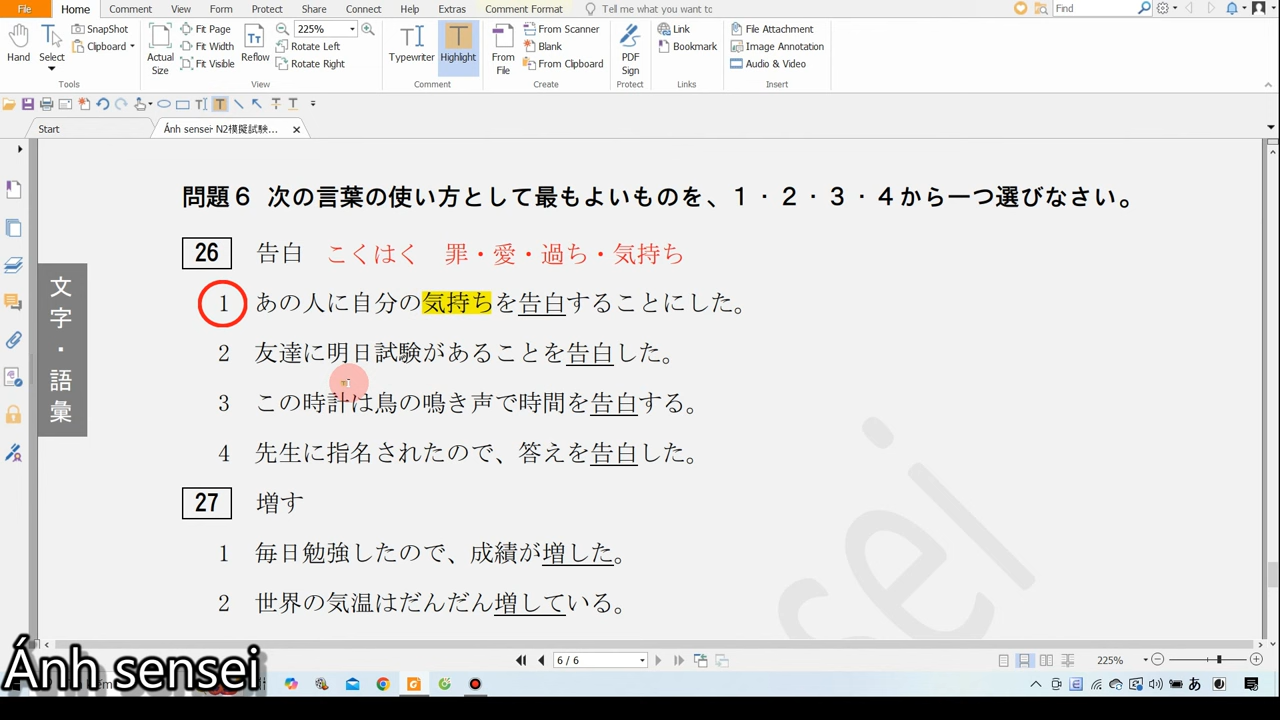 File Home Comment View Form Protect Share Connect Help Extras Comment Format Tell me what you want to Find
SnapShot Fit Page 225% From Scanner Link File Attachment
Clipboard Fit Width Rotate Left Blank Bookmark Image Annotation
Hand Select Actual Size Fit Visible Reflow Rotate Right Typewriter Highlight From File From Clipboard PDF Sign Audio & Video
Tools View Comment Create Protect Links Insert
Start Ánh sensei N2模擬試験...
問題６ 次の言葉の使い方として最もよいものを、１・２・３・４から一つ選びなさい。
26 告白 こくはく 罪・愛・過ち・気持ち
1 あの人に自分の気持ちを告白することにした。
2 友達に明日試験があることを告白した。
3 この時計は鳥の鳴き声で時間を告白する。
4 先生に指名されたので、答えを告白した。
27 増す
1 毎日勉強したので、成績が増した。
2 世界の気温はだんだん増している。
文字・語彙
sei
6 / 6 225%
Ánh sensei
あ